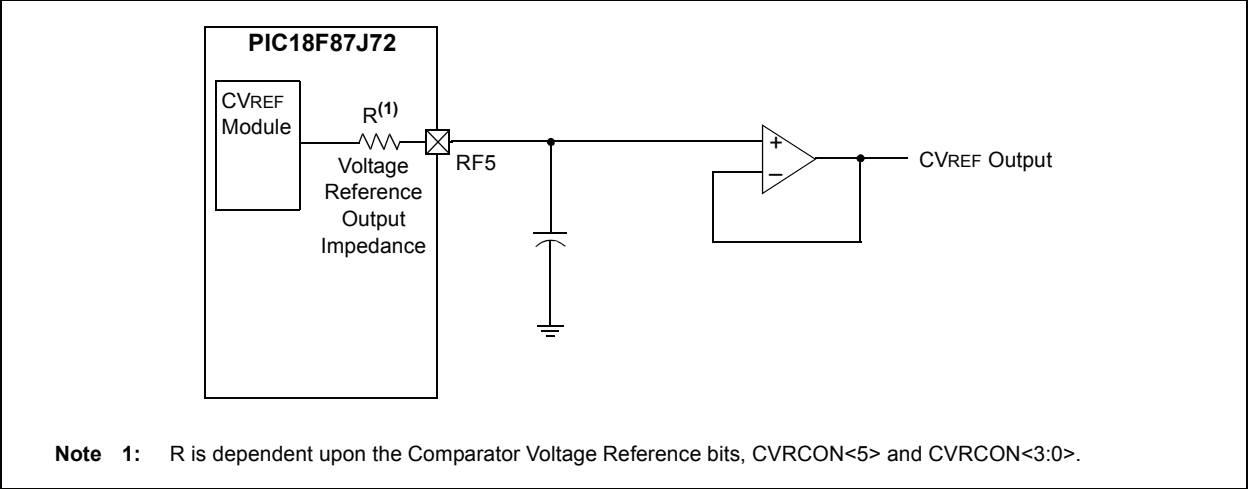 PIC18F87J72
CVREF
Module
R(1)
Voltage
Reference
Output
Impedance
RF5
+
–
CVREF Output
Note 1: R is dependent upon the Comparator Voltage Reference bits, CVRCON<5> and CVRCON<3:0>.